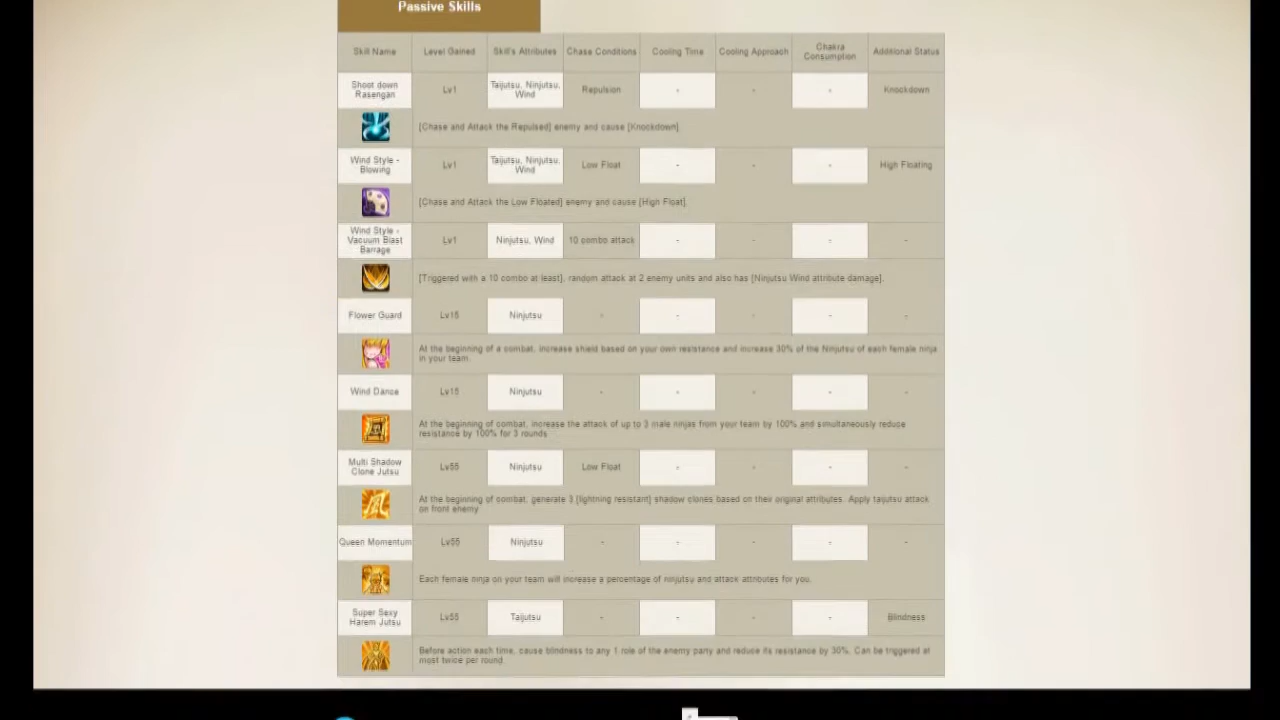 Passive Skills
Skill Name Level Gained Skill's Attributes Chase Conditions Cooling Time Cooling Approach Chakra Consumption Additional Status
Shoot down Rasengan Lv1 Taijutsu, Ninjutsu, Wind Repulsion - - - Knockdown
[Chase and Attack the Repulsed] enemy and cause [Knockdown].
Wind Style - Blowing Lv1 Taijutsu, Ninjutsu, Wind Low Float - - - High Floating
[Chase and Attack the Low Floated] enemy and cause [High Float].
Wind Style - Vacuum Blast Barrage Lv1 Ninjutsu, Wind 10 combo attack - - - -
[Triggered with a 10 combo at least], random attack at 2 enemy units and also has [Ninjutsu Wind attribute damage].
Flower Guard Lv15 Ninjutsu - - - - -
At the beginning of a combat, increase shield based on your own resistance and increase 30% of the Ninjutsu of each female ninja
in your team.
Wind Dance Lv15 Ninjutsu - - - - -
At the beginning of combat, increase the attack of up to 3 male ninjas from your team by 100% and simultaneously reduce
resistance by 100% for 3 rounds
Multi Shadow Clone Jutsu Lv55 Ninjutsu Low Float - - - -
At the beginning of combat, generate 3 [lightning resistant] shadow clones based on their original attributes. Apply taijutsu attack
on front enemy
Queen Momentum Lv55 Ninjutsu - - - - -
Each female ninja on your team will increase a percentage of ninjutsu and attack attributes for you.
Super Sexy Harem Jutsu Lv55 Taijutsu - - - - Blindness
Before action each time, cause blindness to any 1 role of the enemy party and reduce its resistance by 30%. Can be triggered at
most twice per round.